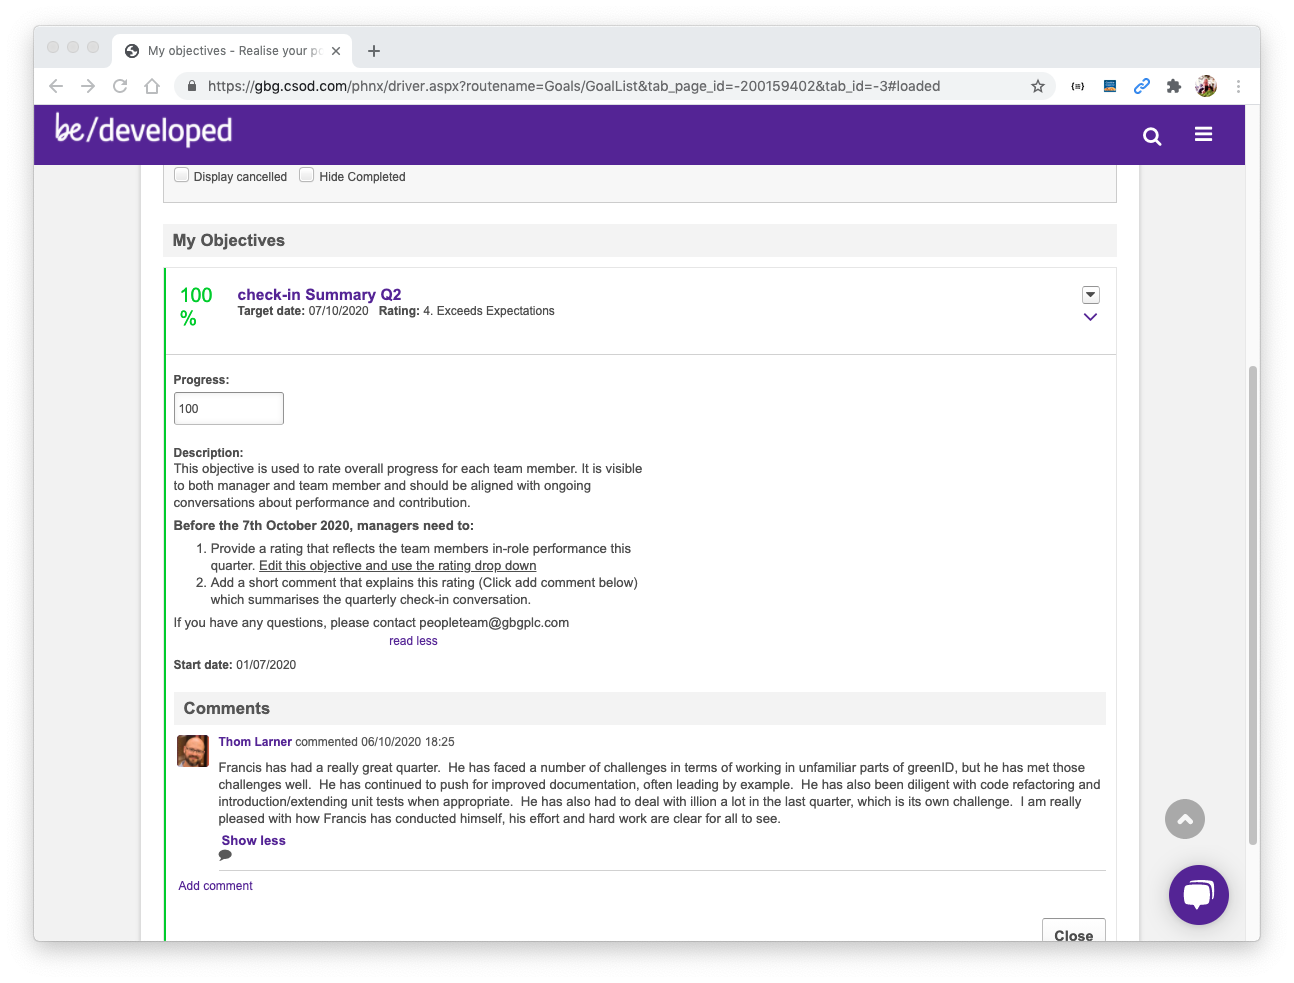 My objectives - Realise your po
https://gbg.csod.com/phnx/driver.aspx?routename=Goals/GoalList&tab_page_id=-200159402&tab_id=-3#loaded
be/developed
Display cancelled Hide Completed
My Objectives
100
%
check-in Summary Q2
Target date: 07/10/2020 Rating: 4. Exceeds Expectations
Progress:
100
Description:
This objective is used to rate overall progress for each team member. It is visible
to both manager and team member and should be aligned with ongoing
conversations about performance and contribution.
Before the 7th October 2020, managers need to:
1. Provide a rating that reflects the team members in-role performance this
quarter. Edit this objective and use the rating drop down
2. Add a short comment that explains this rating (Click add comment below)
which summarises the quarterly check-in conversation.
If you have any questions, please contact peopleteam@gbgplc.com
read less
Start date: 01/07/2020
Comments
Thom Larner commented 06/10/2020 18:25
Francis has had a really great quarter.  He has faced a number of challenges in terms of working in unfamiliar parts of greenID, but he has met those
challenges well.  He has continued to push for improved documentation, often leading by example.  He has also been diligent with code refactoring and
introduction/extending unit tests when appropriate.  He has also had to deal with illion a lot in the last quarter, which is its own challenge.  I am really
pleased with how Francis has conducted himself, his effort and hard work are clear for all to see.
Show less
Add comment
Close